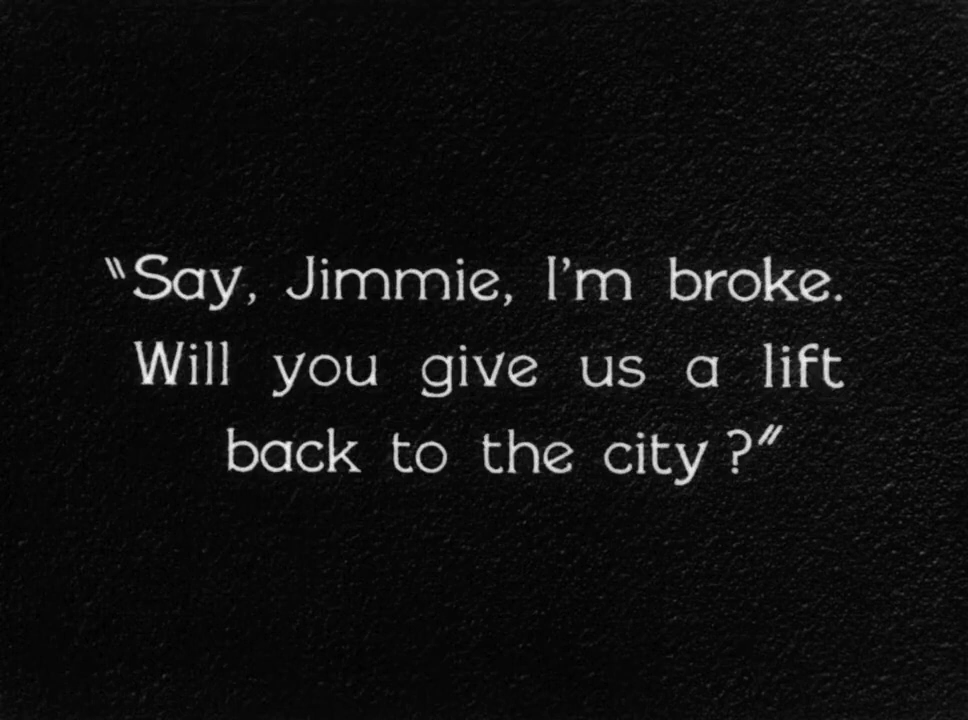 "Say, Jimmie, I'm broke.
Will you give us a lift
back to the city?"